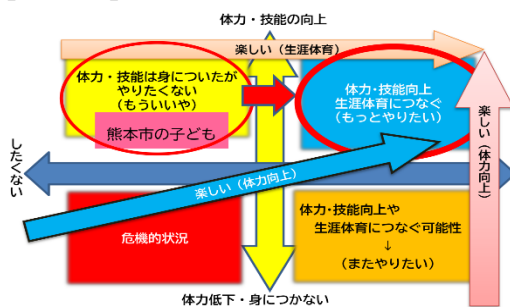 体力・技能の向上
楽しい（生涯体育）
体力・技能は身についたが
やりたくない
（もういいや）
熊本市の子ども
体力・技能向上
生涯体育につなぐ
（もっとやりたい）
楽しい（体力向上）
したくない
楽しい（体力向上）
危機的状況
体力・技能向上や
生涯体育につなぐ可能性
↓
（またやりたい）
体力低下・身につかない